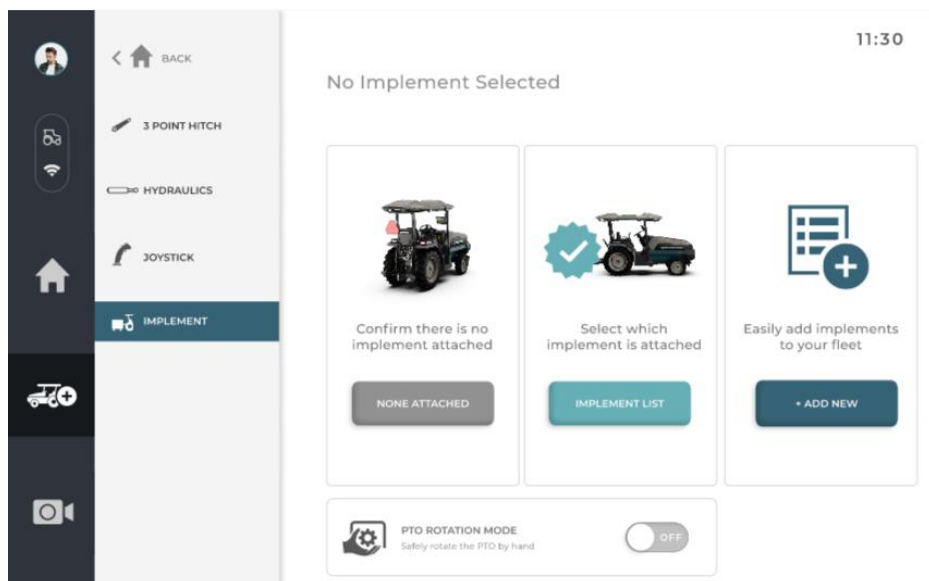 11:30
BACK
3 POINT HITCH
HYDRAULICS
JOYSTICK
IMPLEMENT
No Implement Selected
Confirm there is no
implement attached
NONE ATTACHED
Select which
implement is attached
IMPLEMENT LIST
Easily add implements
to your fleet
+ ADD NEW
PTO ROTATION MODE
Safely rotate the PTO by hand
OFF